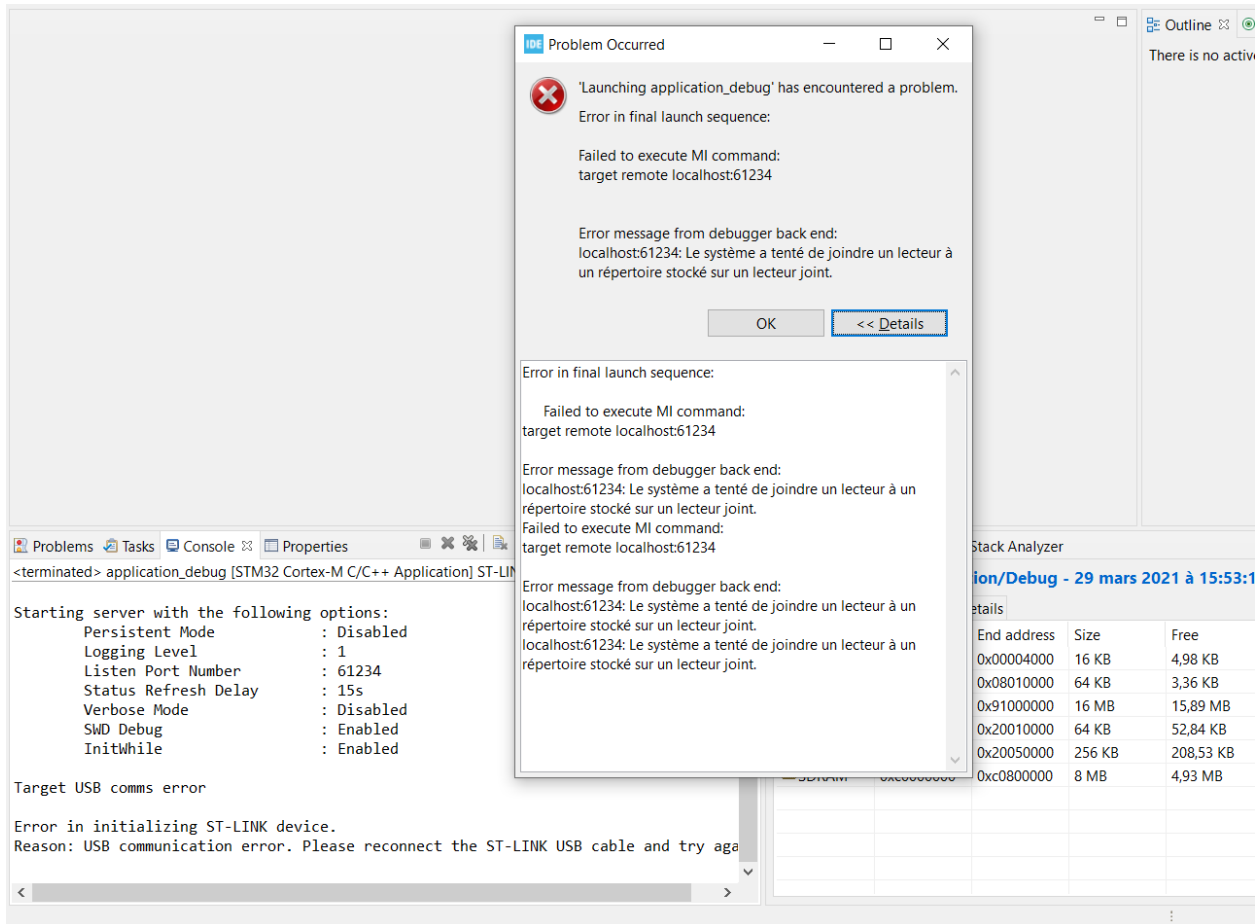 Outline
There is no active
IDE Problem Occurred
'Launching application_debug' has encountered a problem.
Error in final launch sequence:
Failed to execute MI command:
target remote localhost:61234
Error message from debugger back end:
localhost:61234: Le système a tenté de joindre un lecteur à
un répertoire stocké sur un lecteur joint.
OK
<< Details
Error in final launch sequence:
Failed to execute MI command:
target remote localhost:61234
Error message from debugger back end:
localhost:61234: Le système a tenté de joindre un lecteur à un
répertoire stocké sur un lecteur joint.
Failed to execute MI command:
target remote localhost:61234
Error message from debugger back end:
localhost:61234: Le système a tenté de joindre un lecteur à un
répertoire stocké sur un lecteur joint.
localhost:61234: Le système a tenté de joindre un lecteur à un
répertoire stocké sur un lecteur joint.
Problems Tasks Console Properties
<terminated> application_debug [STM32 Cortex-M C/C++ Application] ST-LIN
Starting server with the following options:
Persistent Mode : Disabled
Logging Level : 1
Listen Port Number : 61234
Status Refresh Delay : 15s
Verbose Mode : Disabled
SWD Debug : Enabled
InitWhile : Enabled
Target USB comms error
Error in initializing ST-LINK device.
Reason: USB communication error. Please reconnect the ST-LINK USB cable and try aga
Stack Analyzer
ion/Debug - 29 mars 2021 à 15:53:1
etails
End address Size Free
0x00004000 16 KB 4,98 KB
0x08010000 64 KB 3,36 KB
0x91000000 16 MB 15,89 MB
0x20010000 64 KB 52,84 KB
0x20050000 256 KB 208,53 KB
SDRAM 0xc0000000 0xc0800000 8 MB 4,93 MB